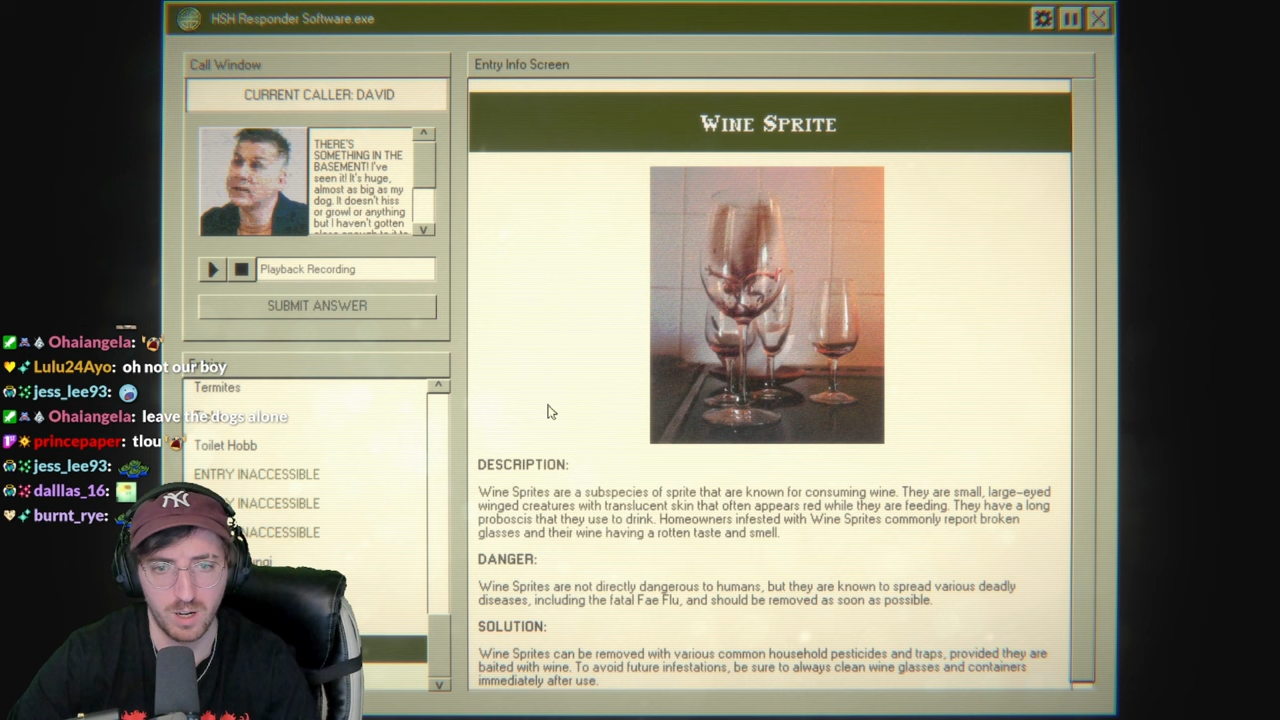 HSH Responder Software.exe
Call Window
CURRENT CALLER: DAVID
THERE'S
SOMETHING IN THE
BASEMENT! I've
seen it! It's huge,
almost as big as my
dog. It doesn't hiss
or growl or anything
but I haven't gotten
Playback Recording
SUBMIT ANSWER
Termites
Toilet Hobb
ENTRY INACCESSIBLE
Entry Info Screen
WINE SPRITE
DESCRIPTION:
Wine Sprites are a subspecies of sprite that are known for consuming wine. They are small, large-eyed
winged creatures with translucent skin that often appears red while they are feeding. They have a long
proboscis that they use to drink. Homeowners infested with Wine Sprites commonly report broken
glasses and their wine having a rotten taste and smell.
DANGER:
Wine Sprites are not directly dangerous to humans, but they are known to spread various deadly
diseases, including the fatal Fae Flu, and should be removed as soon as possible.
SOLUTION:
Wine Sprites can be removed with various common household pesticides and traps, provided they are
baited with wine. To avoid future infestations, be sure to always clean wine glasses and containers
immediately after use.
Ohaiangela:
Lulu24Ayo: oh not our boy
jess_lee93:
Ohaiangela: leave the dogs alone
princepaper: tlou
jess_lee93:
dalllas_16:
burnt_rye:
INACCESSIBLE
INACCESSIBLE
NY